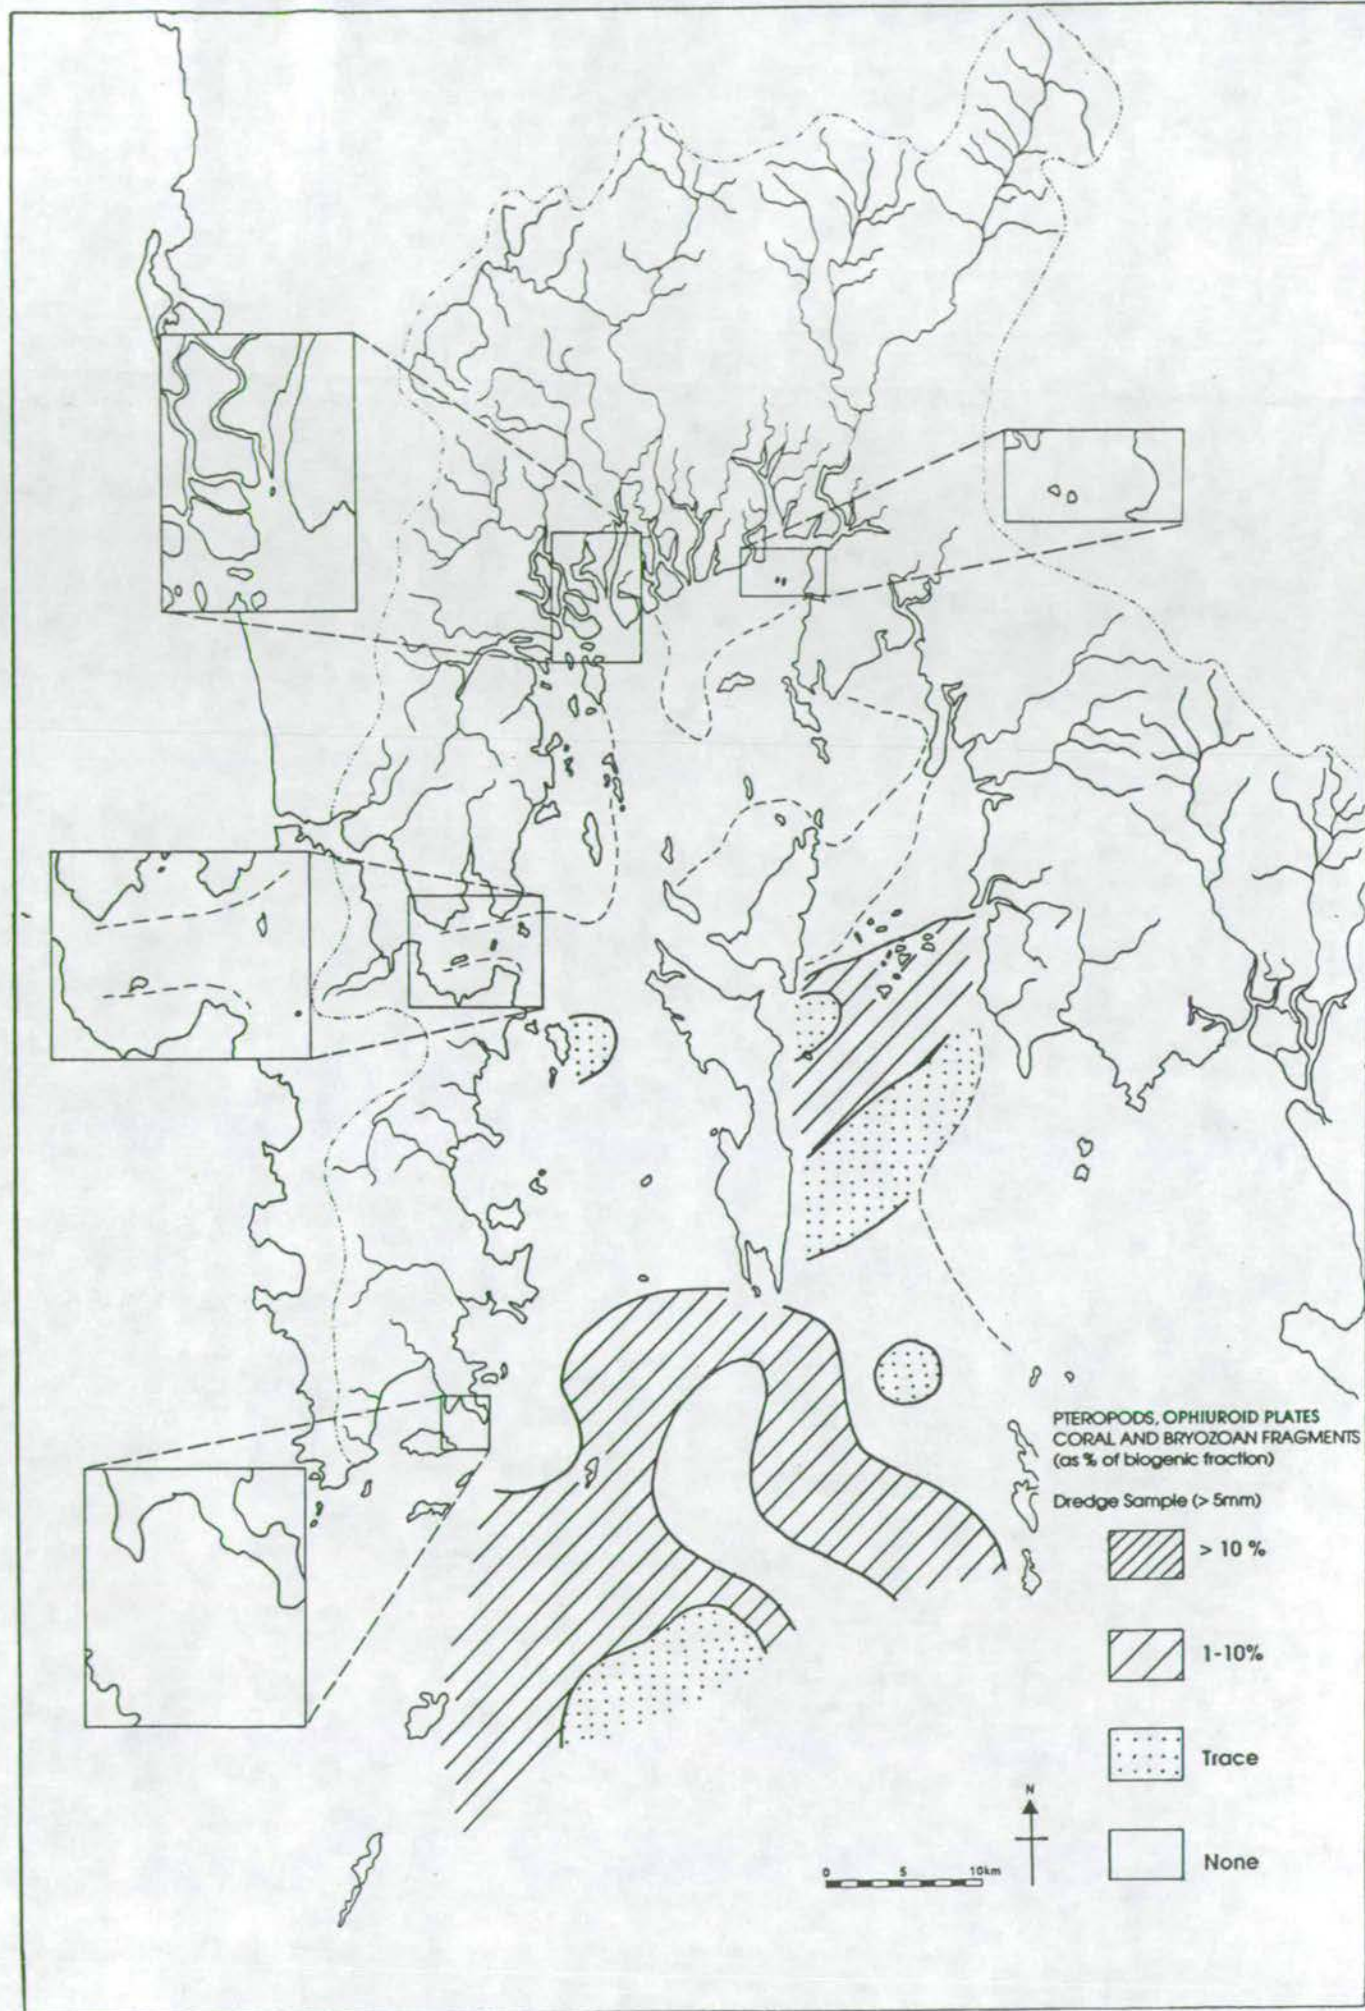 PTEROPODS, OPHIUROID PLATES
CORAL AND BRYOZOAN FRAGMENTS
(as % of biogenic fraction)
Dredge Sample (> 5mm)
> 10 %
1-10%
Trace
None
N
0 5 10km